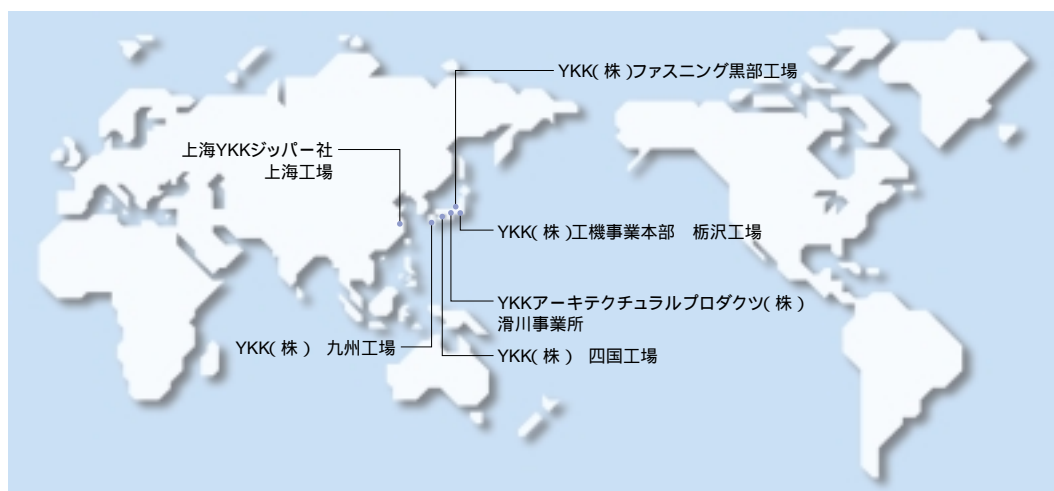 YKK(株)ファスニング黒部工場
上海YKKジッパー社
上海工場
YKK(株)工機事業本部　栃沢工場
YKKアーキテクチュラルプロダクツ(株)
滑川事業所
YKK(株)　九州工場
YKK(株)　四国工場